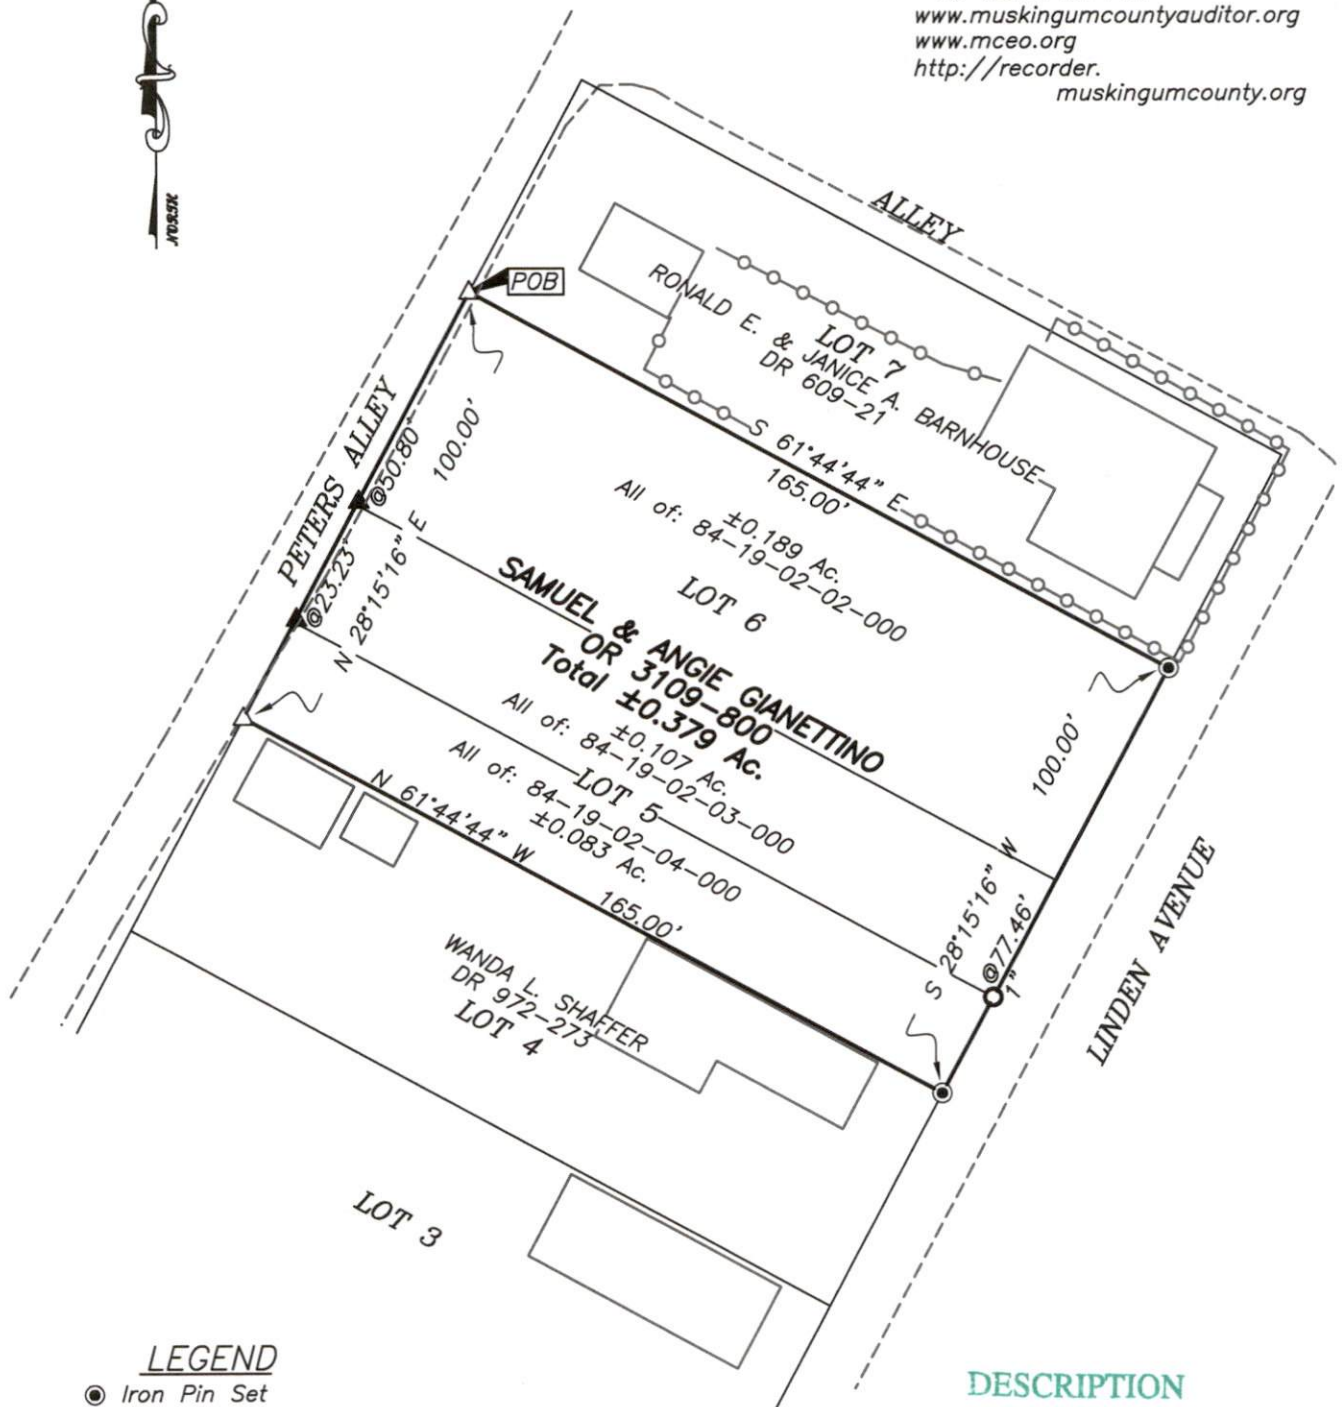 www.muskingumcountyauditor.org
www.mceo.org
http://recorder.
muskingumcounty.org
NORTH
ALLEY
POB
RONALD E. & JANICE A. BARNHOUSE
LOT 7
DR 609-21
PETERS ALLEY
@50.80'
100.00'
S 61°44'44" E
165.00'
±0.189 Ac.
All of: 84-19-02-02-000
LOT 6
@23.23'
N 28°15'16" E
SAMUEL & ANGIE GIANETTINO
OR 3109-800
Total ±0.379 Ac.
±0.107 Ac.
All of: 84-19-02-03-000
LOT 5
All of: 84-19-02-04-000
±0.083 Ac.
N 61°44'44" W
165.00'
100.00'
S 28°15'16" W
@77.46'
1"
LINDEN AVENUE
WANDA L. SHAFFER
DR 972-273
LOT 4
LOT 3
LEGEND
Iron Pin Set
DESCRIPTION